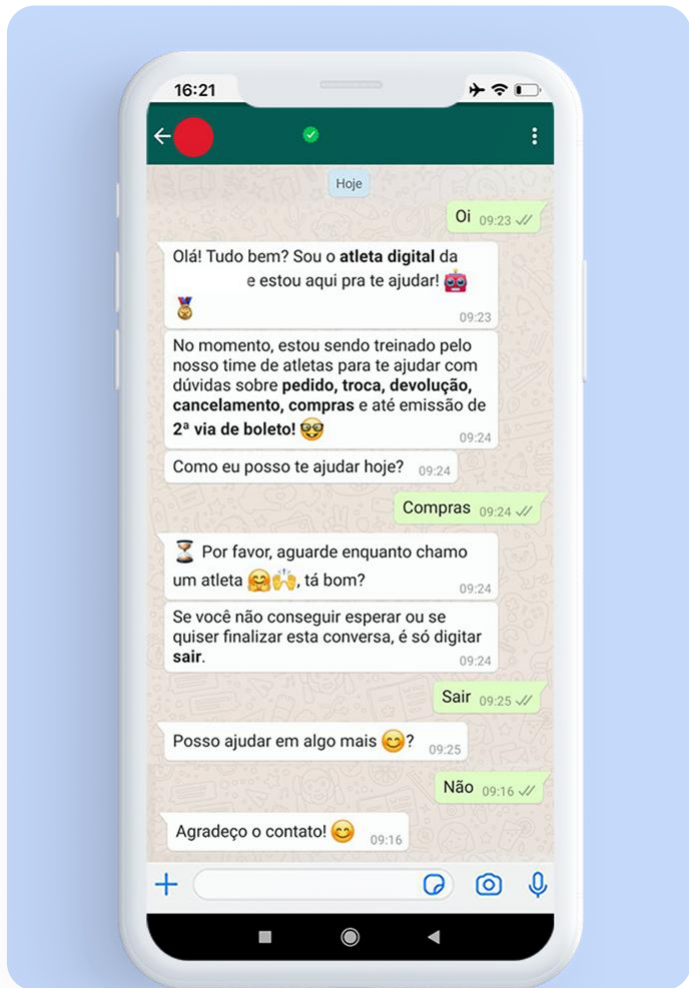 16:21
Hoje
Oi 09:23
Olá! Tudo bem? Sou o atleta digital da
e estou aqui pra te ajudar!
09:23
No momento, estou sendo treinado pelo
nosso time de atletas para te ajudar com
dúvidas sobre pedido, troca, devolução,
cancelamento, compras e até emissão de
2ª via de boleto!
09:24
Como eu posso te ajudar hoje? 09:24
Compras 09:24
Por favor, aguarde enquanto chamo
um atleta , tá bom?
09:24
Se você não conseguir esperar ou se
quiser finalizar esta conversa, é só digitar
sair.
09:24
Sair 09:25
Posso ajudar em algo mais ? 09:25
Não 09:16
Agradeço o contato! 09:16